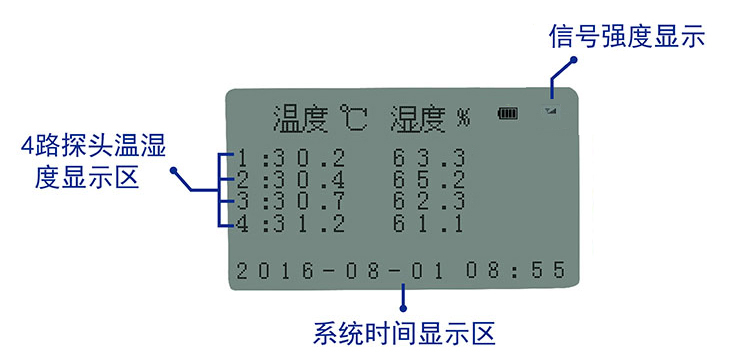 信号强度显示
温度 ℃ 湿度 %
4路探头温湿
度显示区
1:30.2 63.3
2:30.4 65.2
3:30.7 62.3
4:31.2 61.1
2016-08-01 08:55
系统时间显示区